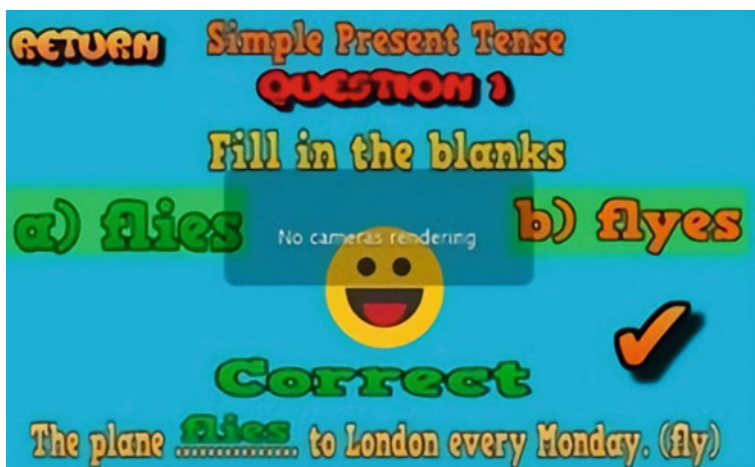 RETURN
Simple Present Tense
QUESTION 1
Fill in the blanks
a) flies
No cameras rendering
b) flyes
Correct
The plane flies to London every Monday. (fly)